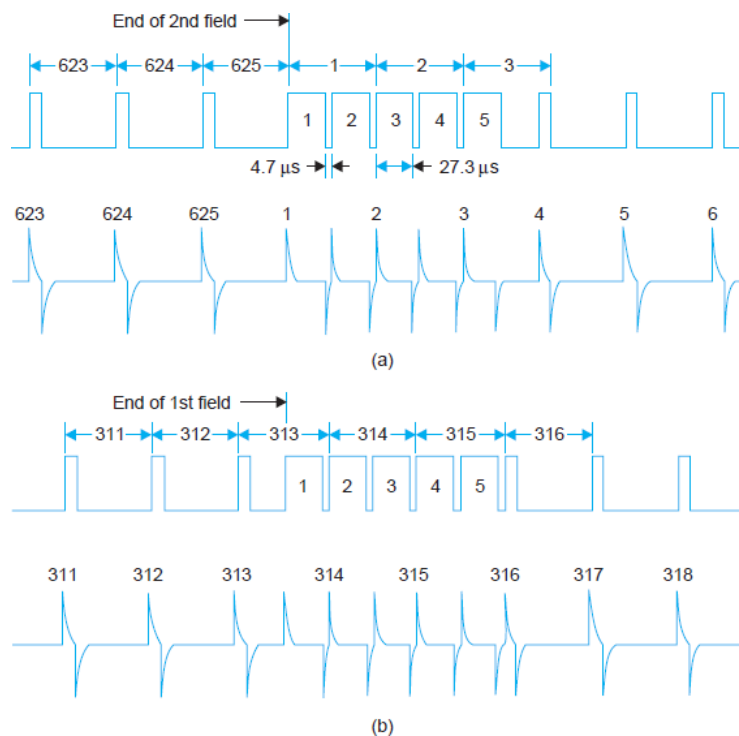 End of 2nd field
623 624 625 1 2 3
1 2 3 4 5
4.7 μs 27.3 μs
623 624 625 1 2 3 4 5 6
(a)
End of 1st field
311 312 313 314 315 316
1 2 3 4 5
311 312 313 314 315 316 317 318
(b)